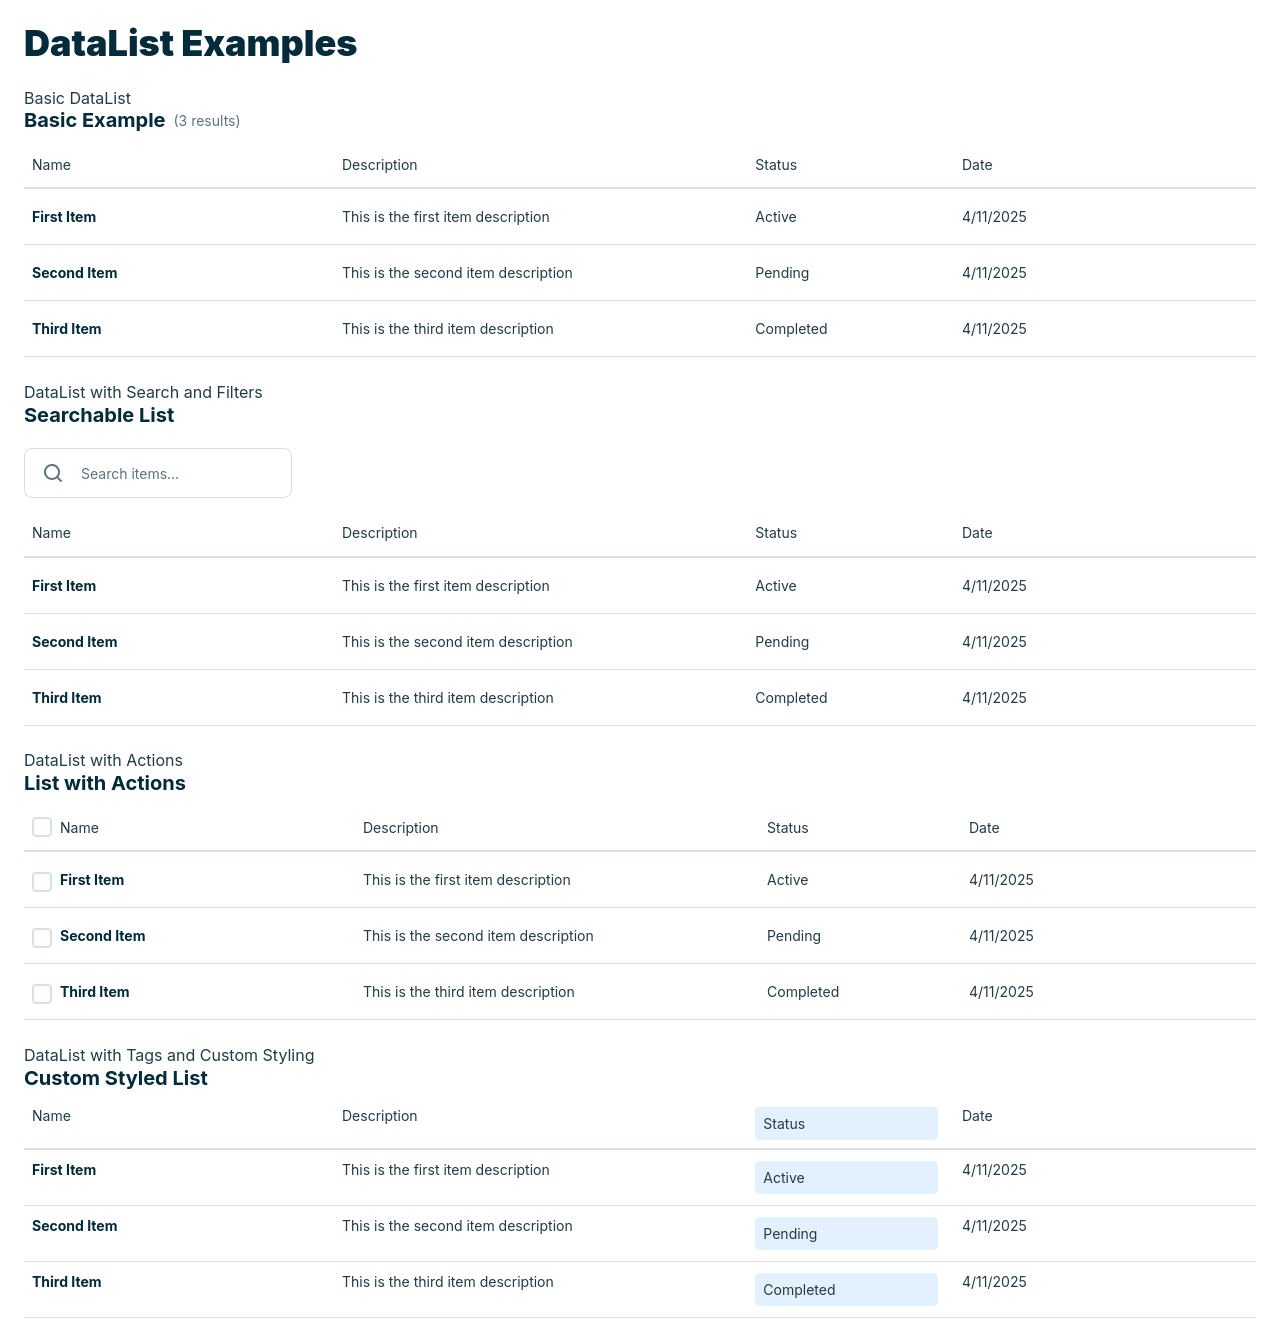 DataList Examples
Basic DataList
Basic Example (3 results)
Name Description Status Date
First Item This is the first item description Active 4/11/2025
Second Item This is the second item description Pending 4/11/2025
Third Item This is the third item description Completed 4/11/2025
DataList with Search and Filters
Searchable List
Search items...
Name Description Status Date
First Item This is the first item description Active 4/11/2025
Second Item This is the second item description Pending 4/11/2025
Third Item This is the third item description Completed 4/11/2025
DataList with Actions
List with Actions
Name Description Status Date
First Item This is the first item description Active 4/11/2025
Second Item This is the second item description Pending 4/11/2025
Third Item This is the third item description Completed 4/11/2025
DataList with Tags and Custom Styling
Custom Styled List
Name Description Status Date
First Item This is the first item description Active 4/11/2025
Second Item This is the second item description Pending 4/11/2025
Third Item This is the third item description Completed 4/11/2025